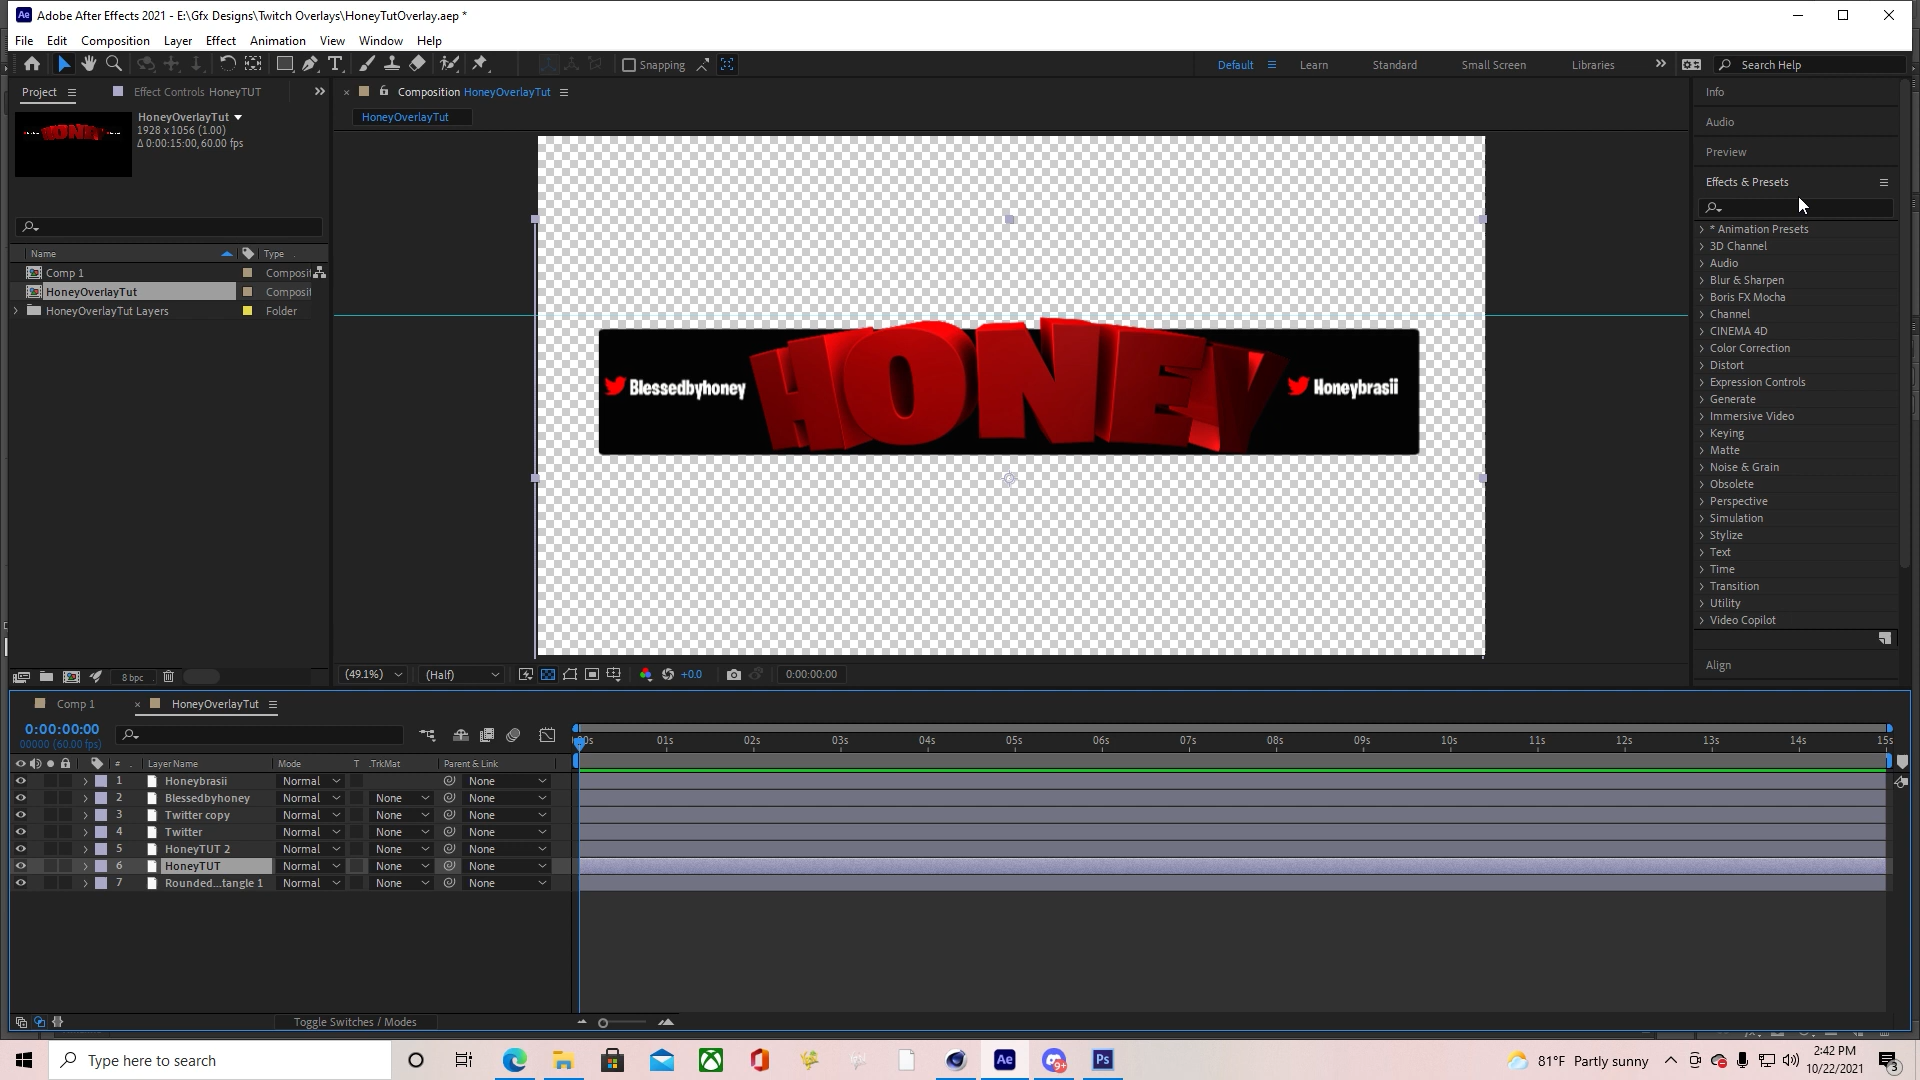 Adobe After Effects 2021 - E:\Gfx Designs\Twitch Overlays\HoneyTutOverlay.aep *
File Edit Composition Layer Effect Animation View Window Help
Snapping
Default Learn Standard Small Screen Libraries Search Help
Project Effect Controls HoneyTUT
Composition HoneyOverlayTut
HoneyOverlayTut
HoneyOverlayTut
1928 x 1056 (1.00)
Δ 0:00:15:00, 60.00 fps
Name Type
Comp 1 Composit
HoneyOverlayTut Composit
HoneyOverlayTut Layers Folder
8 bpc
HONEY
Blessedbyhoney
HONEY
Honeybrasii
(49.1%) (Half) +0.0 0:00:00:00
Info
Audio
Preview
Effects & Presets
* Animation Presets
3D Channel
Audio
Blur & Sharpen
Boris FX Mocha
Channel
CINEMA 4D
Color Correction
Distort
Expression Controls
Generate
Immersive Video
Keying
Matte
Noise & Grain
Obsolete
Perspective
Simulation
Stylize
Text
Time
Transition
Utility
Video Copilot
Align
Comp 1 HoneyOverlayTut
0:00:00:00
00000 (60.00 fps)
00s 01s 02s 03s 04s 05s 06s 07s 08s 09s 10s 11s 12s 13s 14s 15s
# Layer Name Mode T .TrkMat Parent & Link
1 Honeybrasii Normal None
2 Blessedbyhoney Normal None None
3 Twitter copy Normal None None
4 Twitter Normal None None
5 HoneyTUT 2 Normal None None
6 HoneyTUT Normal None None
7 Rounded...tangle 1 Normal None None
Toggle Switches / Modes
Type here to search
Ae
Ps
81°F Partly sunny
2:42 PM
10/22/2021
3